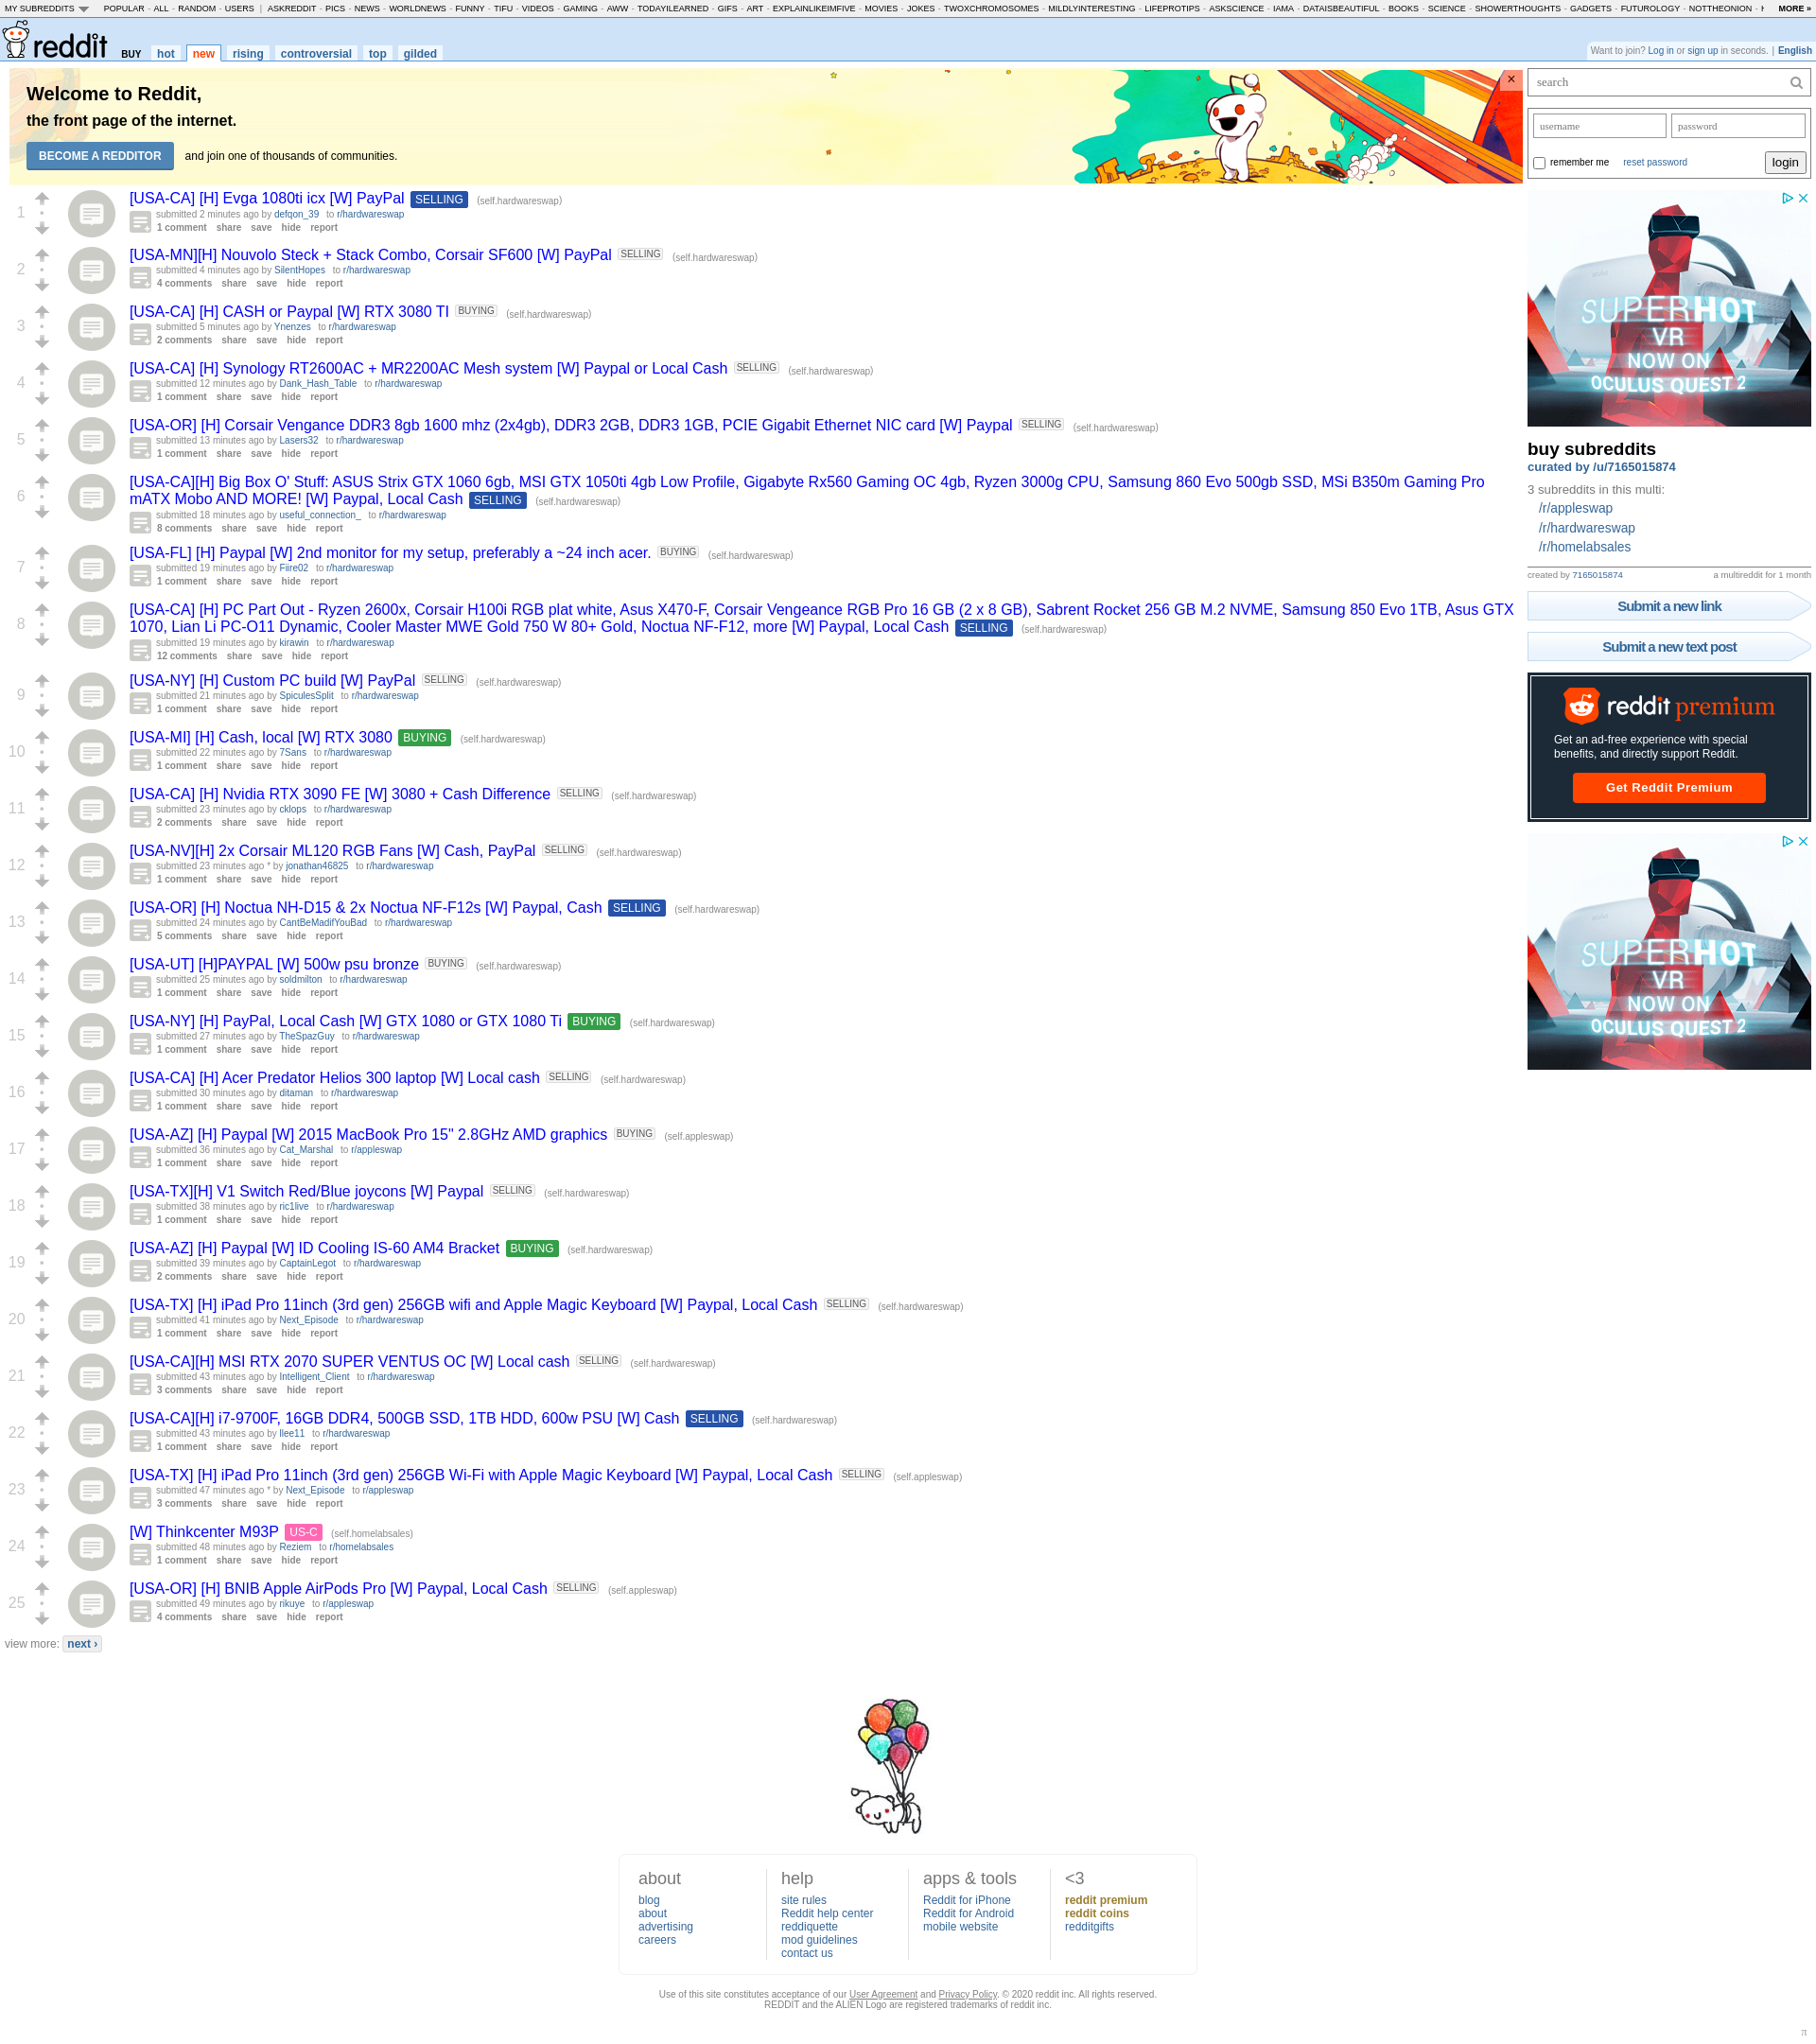 MY SUBREDDITS POPULAR - ALL - RANDOM - USERS | ASKREDDIT - PICS - NEWS - WORLDNEWS - FUNNY - TIFU - VIDEOS - GAMING - AWW - TODAYILEARNED - GIFS - ART - EXPLAINLIKEIMFIVE - MOVIES - JOKES - TWOXCHROMOSOMES - MILDLYINTERESTING - LIFEPROTIPS - ASKSCIENCE - IAMA - DATAISBEAUTIFUL - BOOKS - SCIENCE - SHOWERTHOUGHTS - GADGETS - FUTUROLOGY - NOTTHEONION - MORE »
reddit BUY hot new rising controversial top gilded
Want to join? Log in or sign up in seconds. | English
Welcome to Reddit,
the front page of the internet.
BECOME A REDDITOR and join one of thousands of communities.
×
1
[USA-CA] [H] Evga 1080ti icx [W] PayPal SELLING (self.hardwareswap)
submitted 2 minutes ago by defqon_39 to r/hardwareswap
1 comment share save hide report
2
[USA-MN][H] Nouvolo Steck + Stack Combo, Corsair SF600 [W] PayPal SELLING (self.hardwareswap)
submitted 4 minutes ago by SilentHopes to r/hardwareswap
4 comments share save hide report
3
[USA-CA] [H] CASH or Paypal [W] RTX 3080 TI BUYING (self.hardwareswap)
submitted 5 minutes ago by Ynenzes to r/hardwareswap
2 comments share save hide report
4
[USA-CA] [H] Synology RT2600AC + MR2200AC Mesh system [W] Paypal or Local Cash SELLING (self.hardwareswap)
submitted 12 minutes ago by Dank_Hash_Table to r/hardwareswap
1 comment share save hide report
5
[USA-OR] [H] Corsair Vengance DDR3 8gb 1600 mhz (2x4gb), DDR3 2GB, DDR3 1GB, PCIE Gigabit Ethernet NIC card [W] Paypal SELLING (self.hardwareswap)
submitted 13 minutes ago by Lasers32 to r/hardwareswap
1 comment share save hide report
6
[USA-CA][H] Big Box O' Stuff: ASUS Strix GTX 1060 6gb, MSI GTX 1050ti 4gb Low Profile, Gigabyte Rx560 Gaming OC 4gb, Ryzen 3000g CPU, Samsung 860 Evo 500gb SSD, MSi B350m Gaming Pro
mATX Mobo AND MORE! [W] Paypal, Local Cash SELLING (self.hardwareswap)
submitted 18 minutes ago by useful_connection_ to r/hardwareswap
8 comments share save hide report
7
[USA-FL] [H] Paypal [W] 2nd monitor for my setup, preferably a ~24 inch acer. BUYING (self.hardwareswap)
submitted 19 minutes ago by Fiire02 to r/hardwareswap
1 comment share save hide report
8
[USA-CA] [H] PC Part Out - Ryzen 2600x, Corsair H100i RGB plat white, Asus X470-F, Corsair Vengeance RGB Pro 16 GB (2 x 8 GB), Sabrent Rocket 256 GB M.2 NVME, Samsung 850 Evo 1TB, Asus GTX
1070, Lian Li PC-O11 Dynamic, Cooler Master MWE Gold 750 W 80+ Gold, Noctua NF-F12, more [W] Paypal, Local Cash SELLING (self.hardwareswap)
submitted 19 minutes ago by kirawin to r/hardwareswap
12 comments share save hide report
9
[USA-NY] [H] Custom PC build [W] PayPal SELLING (self.hardwareswap)
submitted 21 minutes ago by SpiculesSplit to r/hardwareswap
1 comment share save hide report
10
[USA-MI] [H] Cash, local [W] RTX 3080 BUYING (self.hardwareswap)
submitted 22 minutes ago by 7Sans to r/hardwareswap
1 comment share save hide report
11
[USA-CA] [H] Nvidia RTX 3090 FE [W] 3080 + Cash Difference SELLING (self.hardwareswap)
submitted 23 minutes ago by cklops to r/hardwareswap
2 comments share save hide report
12
[USA-NV][H] 2x Corsair ML120 RGB Fans [W] Cash, PayPal SELLING (self.hardwareswap)
submitted 23 minutes ago * by jonathan46825 to r/hardwareswap
1 comment share save hide report
13
[USA-OR] [H] Noctua NH-D15 & 2x Noctua NF-F12s [W] Paypal, Cash SELLING (self.hardwareswap)
submitted 24 minutes ago by CantBeMadifYouBad to r/hardwareswap
5 comments share save hide report
14
[USA-UT] [H]PAYPAL [W] 500w psu bronze BUYING (self.hardwareswap)
submitted 25 minutes ago by soldmilton to r/hardwareswap
1 comment share save hide report
15
[USA-NY] [H] PayPal, Local Cash [W] GTX 1080 or GTX 1080 Ti BUYING (self.hardwareswap)
submitted 27 minutes ago by TheSpazGuy to r/hardwareswap
1 comment share save hide report
16
[USA-CA] [H] Acer Predator Helios 300 laptop [W] Local cash SELLING (self.hardwareswap)
submitted 30 minutes ago by ditaman to r/hardwareswap
1 comment share save hide report
17
[USA-AZ] [H] Paypal [W] 2015 MacBook Pro 15" 2.8GHz AMD graphics BUYING (self.appleswap)
submitted 36 minutes ago by Cat_Marshal to r/appleswap
1 comment share save hide report
18
[USA-TX][H] V1 Switch Red/Blue joycons [W] Paypal SELLING (self.hardwareswap)
submitted 38 minutes ago by ric1live to r/hardwareswap
1 comment share save hide report
19
[USA-AZ] [H] Paypal [W] ID Cooling IS-60 AM4 Bracket BUYING (self.hardwareswap)
submitted 39 minutes ago by CaptainLegot to r/hardwareswap
2 comments share save hide report
20
[USA-TX] [H] iPad Pro 11inch (3rd gen) 256GB wifi and Apple Magic Keyboard [W] Paypal, Local Cash SELLING (self.hardwareswap)
submitted 41 minutes ago by Next_Episode to r/hardwareswap
1 comment share save hide report
21
[USA-CA][H] MSI RTX 2070 SUPER VENTUS OC [W] Local cash SELLING (self.hardwareswap)
submitted 43 minutes ago by Intelligent_Client to r/hardwareswap
3 comments share save hide report
22
[USA-CA][H] i7-9700F, 16GB DDR4, 500GB SSD, 1TB HDD, 600w PSU [W] Cash SELLING (self.hardwareswap)
submitted 43 minutes ago by llee11 to r/hardwareswap
1 comment share save hide report
23
[USA-TX] [H] iPad Pro 11inch (3rd gen) 256GB Wi-Fi with Apple Magic Keyboard [W] Paypal, Local Cash SELLING (self.appleswap)
submitted 47 minutes ago * by Next_Episode to r/appleswap
3 comments share save hide report
24
[W] Thinkcenter M93P US-C (self.homelabsales)
submitted 48 minutes ago by Reziem to r/homelabsales
1 comment share save hide report
25
[USA-OR] [H] BNIB Apple AirPods Pro [W] Paypal, Local Cash SELLING (self.appleswap)
submitted 49 minutes ago by rikuye to r/appleswap
4 comments share save hide report
view more: next ›
search
username password
remember me reset password login
SUPERHOT
VR
NOW ON
OCULUS QUEST 2
buy subreddits
curated by /u/7165015874
3 subreddits in this multi:
/r/appleswap
/r/hardwareswap
/r/homelabsales
created by 7165015874 a multireddit for 1 month
Submit a new link
Submit a new text post
reddit premium
Get an ad-free experience with special
benefits, and directly support Reddit.
Get Reddit Premium
SUPERHOT
VR
NOW ON
OCULUS QUEST 2
about
blog
about
advertising
careers
help
site rules
Reddit help center
reddiquette
mod guidelines
contact us
apps & tools
Reddit for iPhone
Reddit for Android
mobile website
<3
reddit premium
reddit coins
redditgifts
Use of this site constitutes acceptance of our User Agreement and Privacy Policy. © 2020 reddit inc. All rights reserved.
REDDIT and the ALIEN Logo are registered trademarks of reddit inc.
π